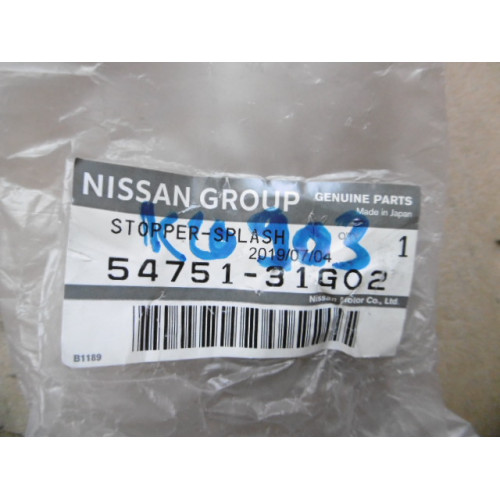 NISSAN GROUP GENUINE PARTS
Made in Japan
STOPPER-SPLASH 1
2019/07/04
54751-31G02
Nissan Motor Co., Ltd.
B1189